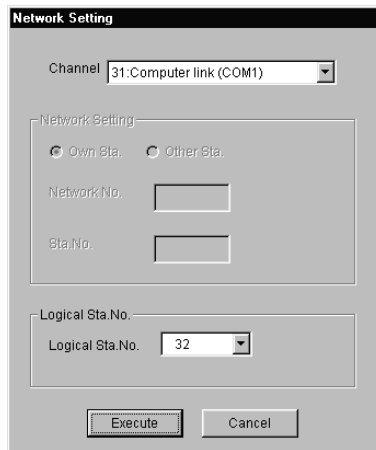 Network Setting
Channel 31:Computer link (COM1)
Network Setting
Own Sta. Other Sta.
Network No.
Sta.No.
Logical Sta.No.
Logical Sta.No. 32
Execute Cancel